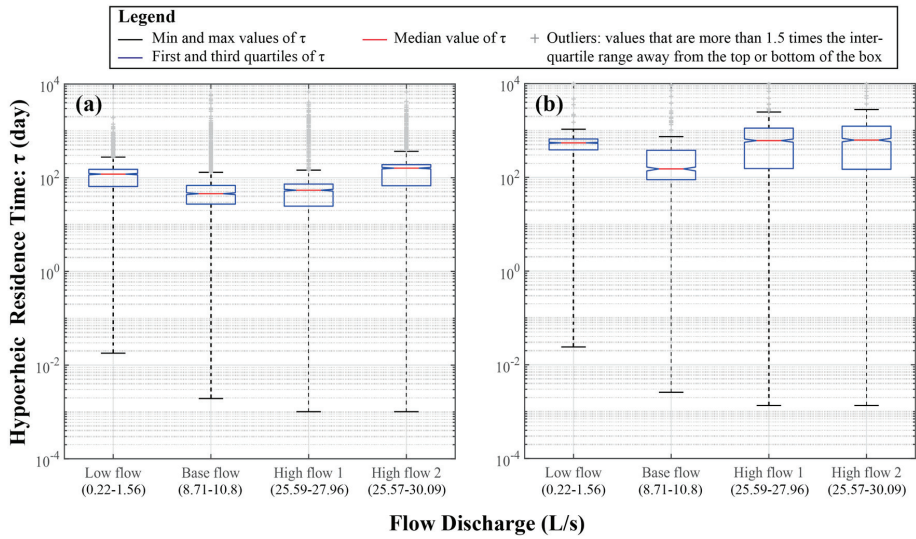 Legend
Min and max values of τ
First and third quartiles of τ
Median value of τ
+ Outliers: values that are more than 1.5 times the inter-
quartile range away from the top or bottom of the box
Hypoerheic Residence Time: τ (day)
(a)
10^4
10^2
10^0
10^-2
10^-4
Low flow
(0.22-1.56)
Base flow
(8.71-10.8)
High flow 1
(25.59-27.96)
High flow 2
(25.57-30.09)
(b)
10^4
10^2
10^0
10^-2
10^-4
Low flow
(0.22-1.56)
Base flow
(8.71-10.8)
High flow 1
(25.59-27.96)
High flow 2
(25.57-30.09)
Flow Discharge (L/s)